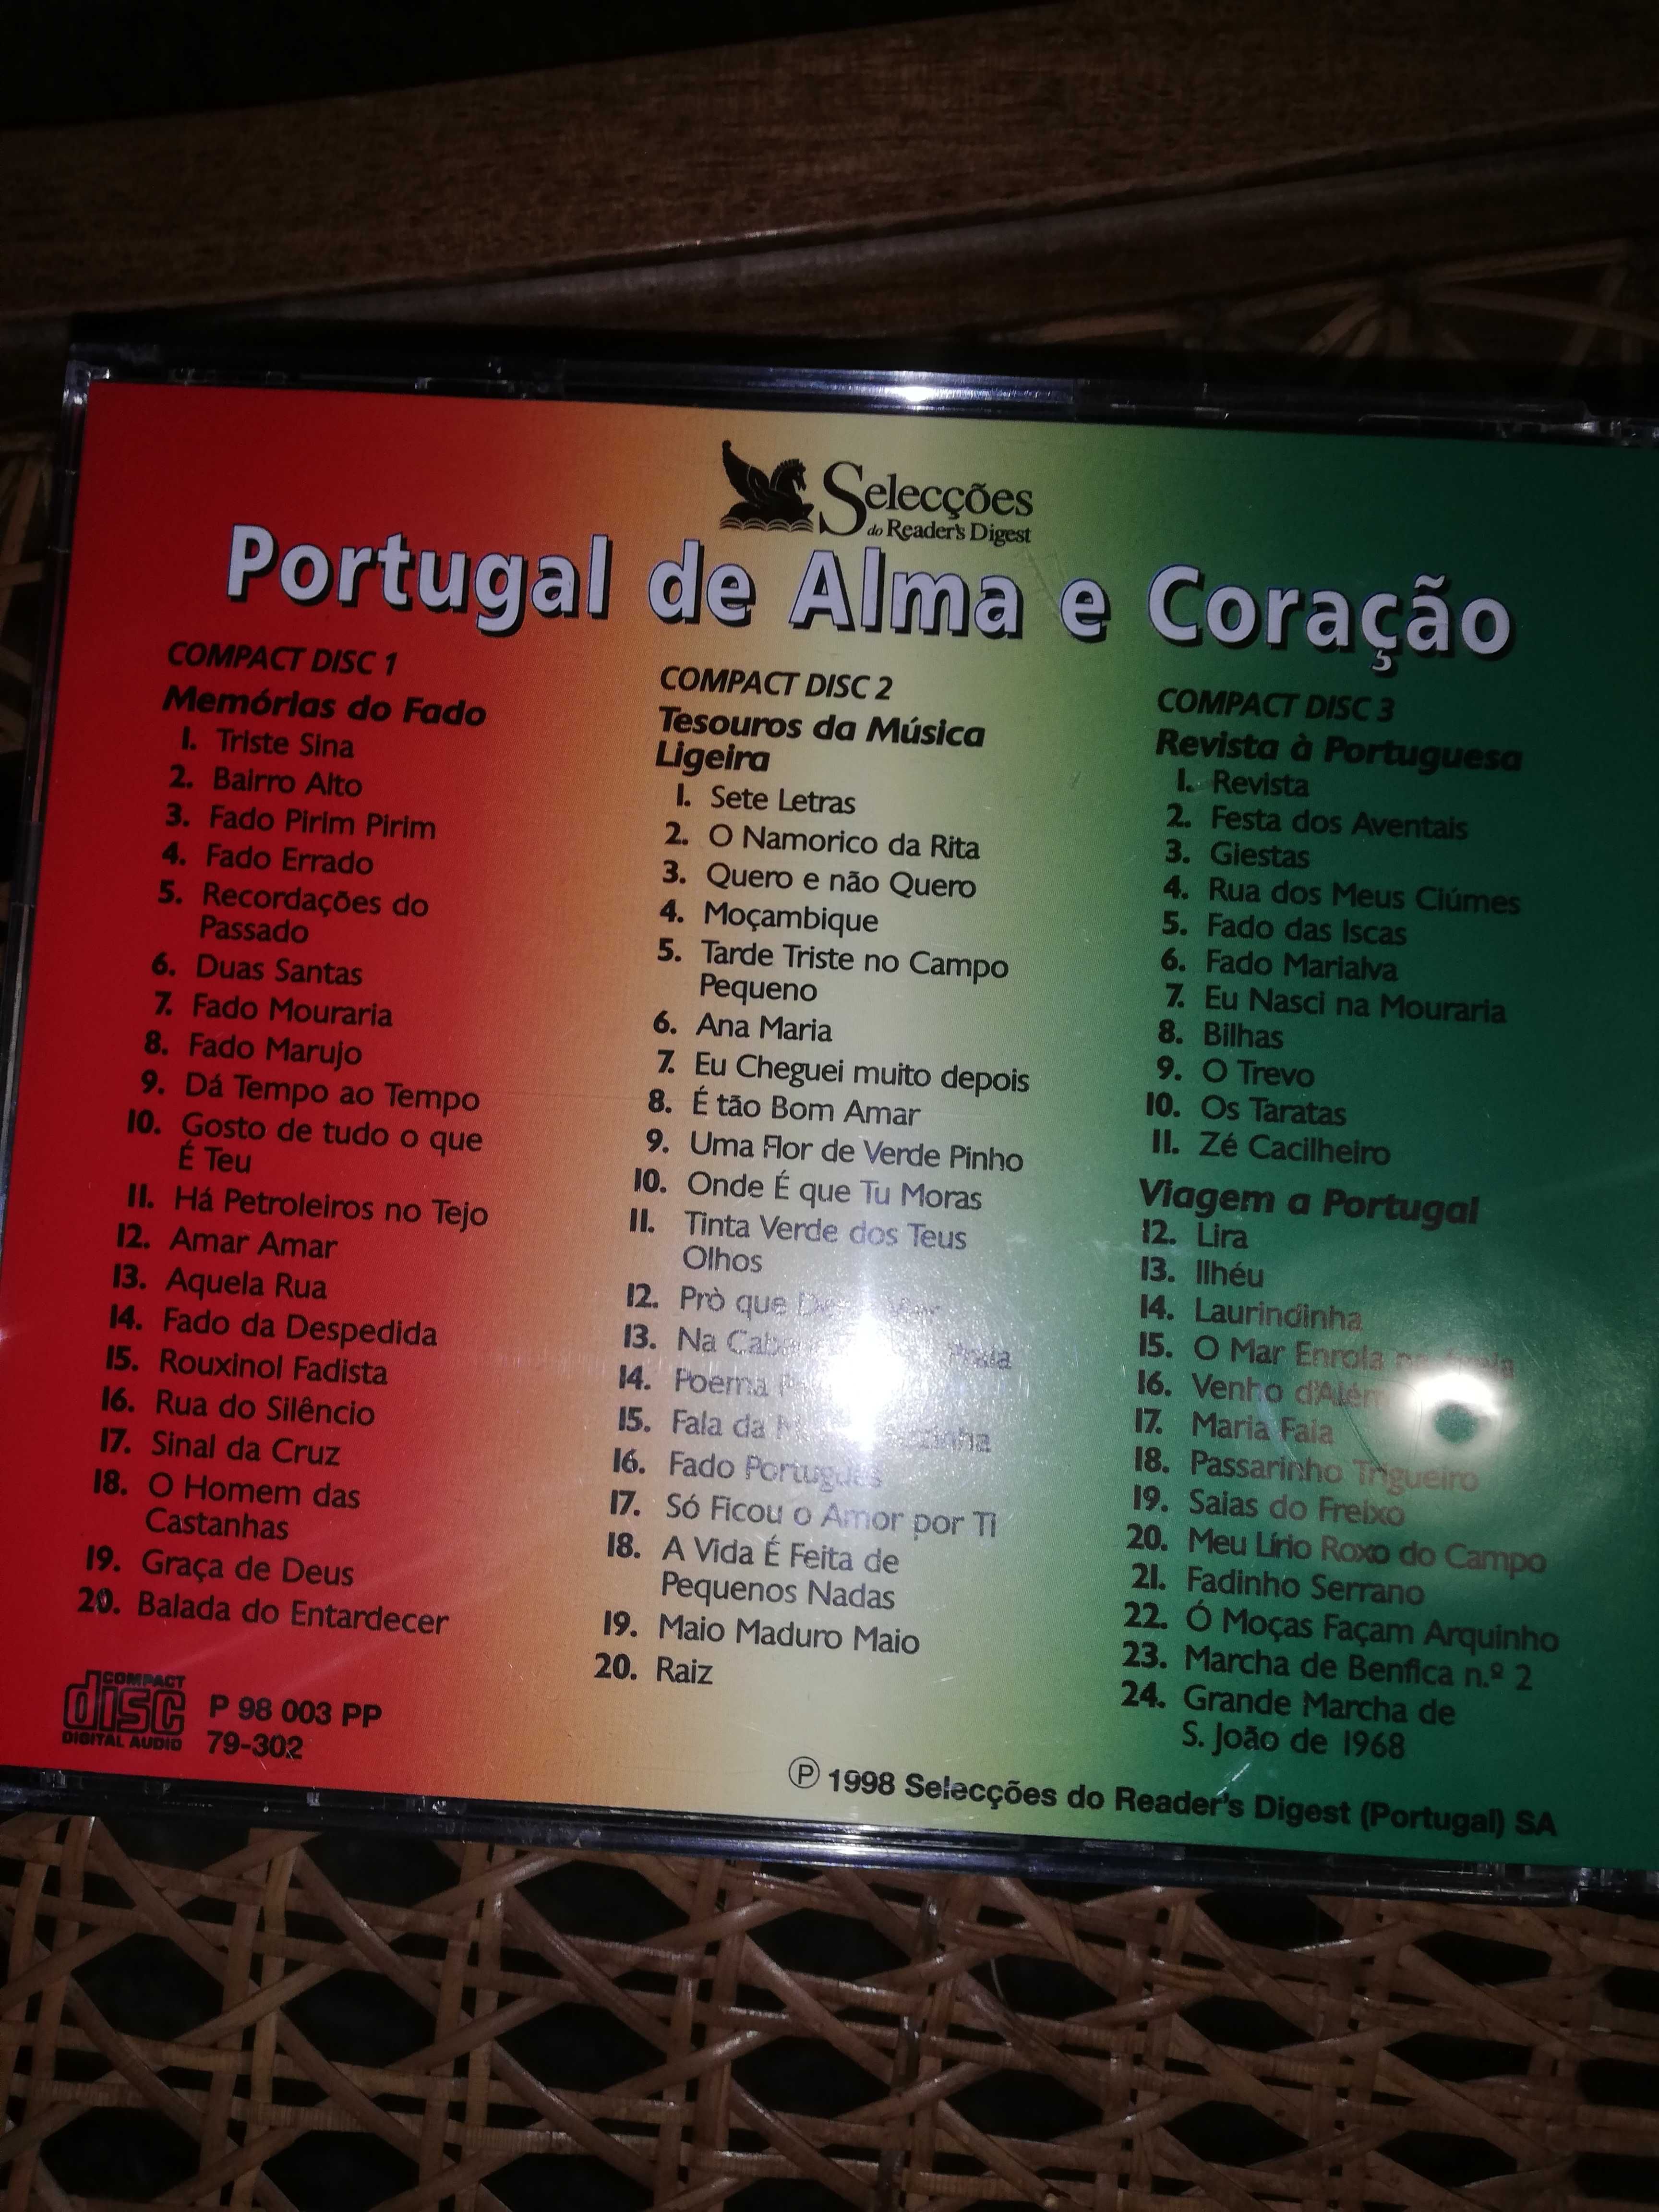 Selecções
do Reader's Digest
Portugal de Alma e Coração
COMPACT DISC 1
Memórias do Fado
1. Triste Sina
2. Bairro Alto
3. Fado Pirim Pirim
4. Fado Errado
5. Recordações do
Passado
6. Duas Santas
7. Fado Mouraria
8. Fado Marujo
9. Dá Tempo ao Tempo
10. Gosto de tudo o que
É Teu
11. Há Petroleiros no Tejo
12. Amar Amar
13. Aquela Rua
14. Fado da Despedida
15. Rouxinol Fadista
16. Rua do Silêncio
17. Sinal da Cruz
18. O Homem das
Castanhas
19. Graça de Deus
20. Balada do Entardecer
COMPACT
disc
DIGITAL AUDIO
P 98 003 PP
79-302
COMPACT DISC 2
Tesouros da Música
Ligeira
1. Sete Letras
2. O Namorico da Rita
3. Quero e não Quero
4. Moçambique
5. Tarde Triste no Campo
Pequeno
6. Ana Maria
7. Eu Cheguei muito depois
8. É tão Bom Amar
9. Uma Flor de Verde Pinho
10. Onde É que Tu Moras
11. Tinta Verde dos Teus
Olhos
12. Prò que
13. Na Praia
14. Poema
15. Fala da
16. Fado Português
17. Só Ficou o Amor por Ti
18. A Vida É Feita de
Pequenos Nadas
19. Maio Maduro Maio
20. Raiz
COMPACT DISC 3
Revista à Portuguesa
1. Revista
2. Festa dos Aventais
3. Giestas
4. Rua dos Meus Ciúmes
5. Fado das Iscas
6. Fado Marialva
7. Eu Nasci na Mouraria
8. Bilhas
9. O Trevo
10. Os Taratas
11. Zé Cacilheiro
Viagem a Portugal
12. Lira
13. Ilhéu
14. Laurindinha
15. O Mar Enrola
16. Venho d'Além
17. Maria Faia
18. Passarinho Trigueiro
19. Saias do Freixo
20. Meu Lírio Roxo do Campo
21. Fadinho Serrano
22. Ó Moças Façam Arquinho
23. Marcha de Benfica n.º 2
24. Grande Marcha de
S. João de 1968
℗ 1998 Selecções do Reader's Digest (Portugal) SA